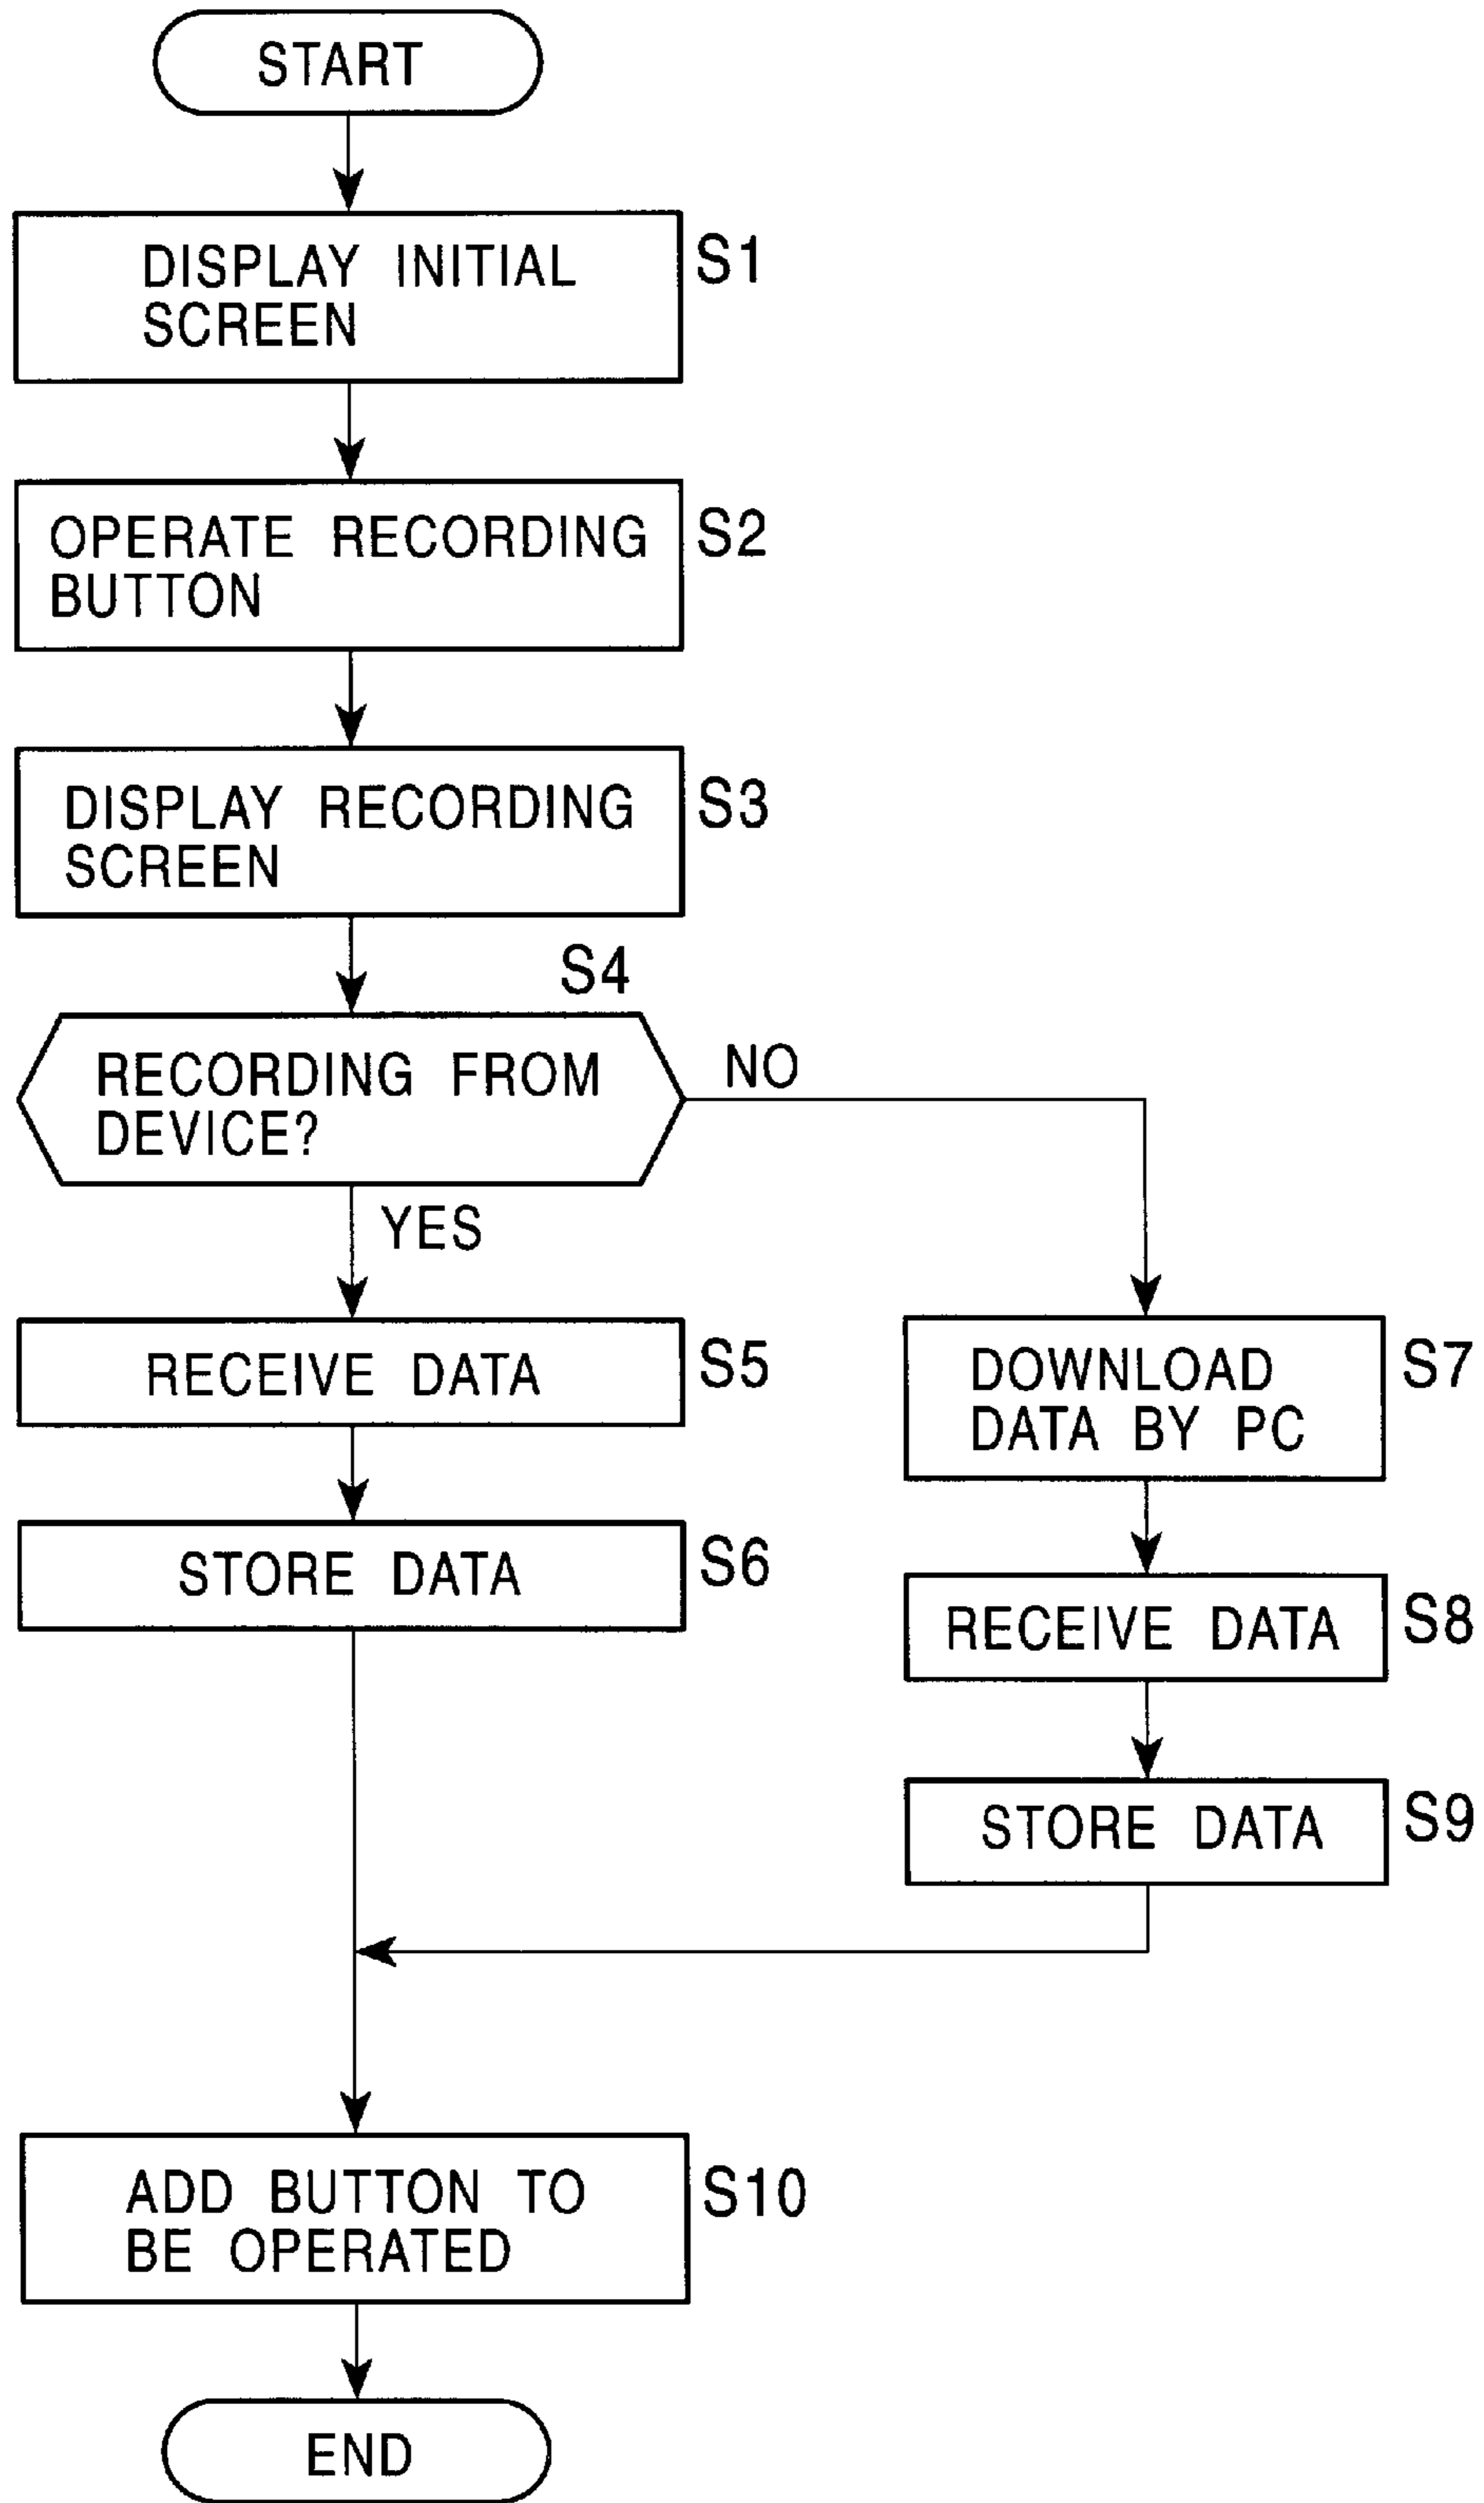 START
DISPLAY INITIAL
SCREEN
S1
OPERATE RECORDING
BUTTON
S2
DISPLAY RECORDING
SCREEN
S3
S4
RECORDING FROM
DEVICE?
NO
YES
RECEIVE DATA
S5
STORE DATA
S6
DOWNLOAD
DATA BY PC
S7
RECEIVE DATA
S8
STORE DATA
S9
ADD BUTTON TO
BE OPERATED
S10
END